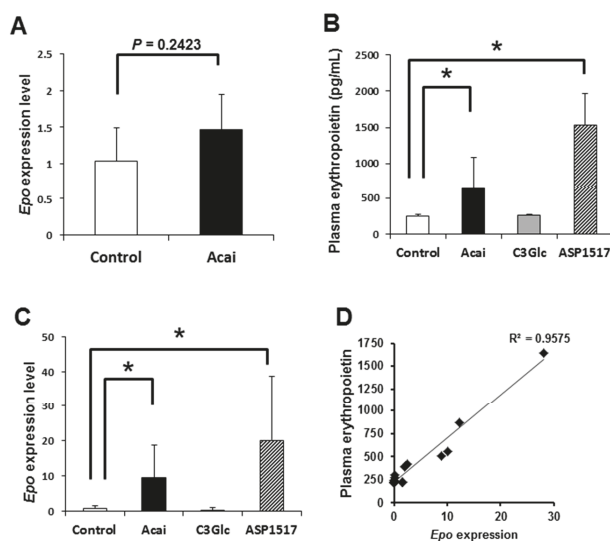 A
P = 0.2423
Epo expression level
2.5
2
1.5
1
0.5
0
Control Acai
B
Plasma erythropoietin (pg/mL)
2500
2000
1500
1000
500
0
*
*
Control Acai C3Glc ASP1517
C
Epo expression level
50
40
30
20
10
0
*
*
Control Acai C3Glc ASP1517
D
R² = 0.9575
Plasma erythropoietin
1750
1500
1250
1000
750
500
250
0
0 10 20 30
Epo expression